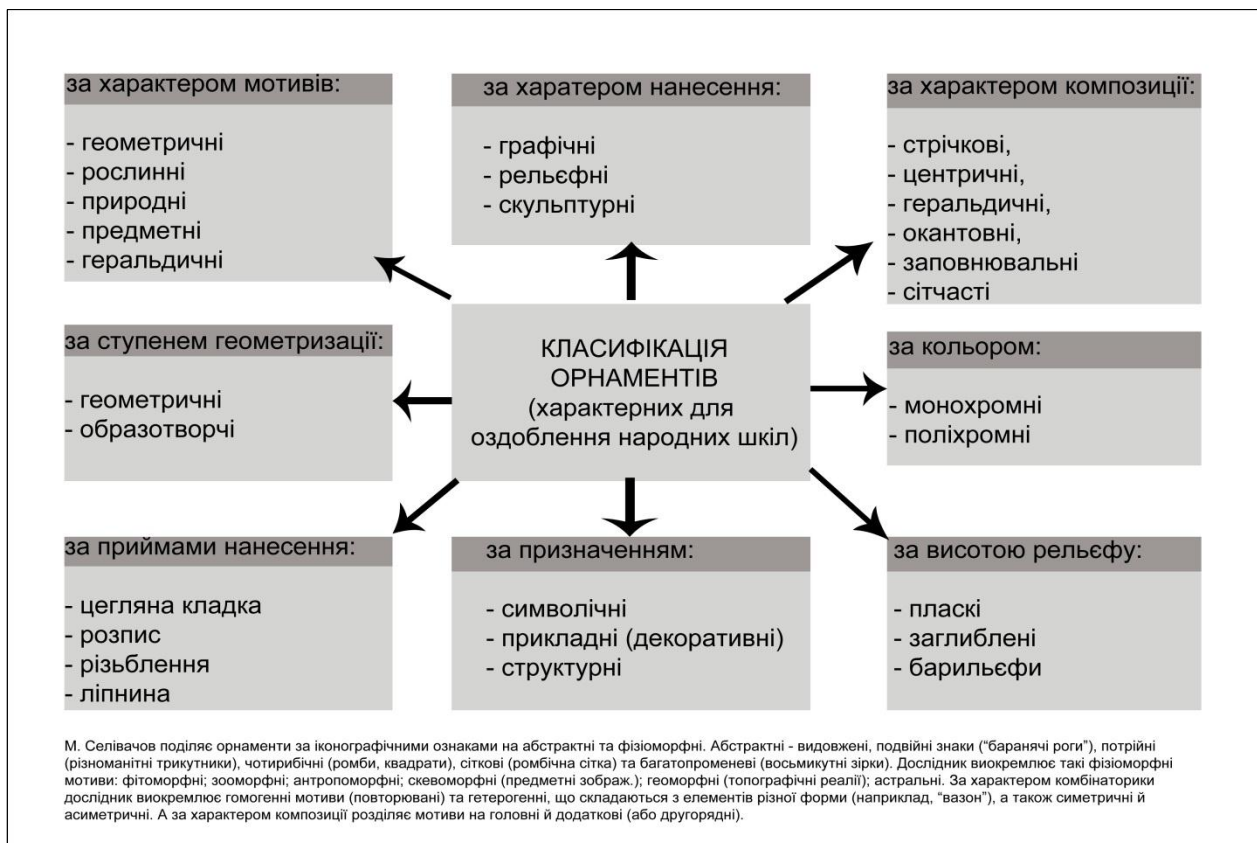 за характером мотивів:
- геометричні
- рослинні
- природні
- предметні
- геральдичні
за харатером нанесення:
- графічні
- рельєфні
- скульптурні
за характером композиції:
- стрічкові,
- центричні,
- геральдичні,
- окантовні,
- заповнювальні
- сітчасті
за ступенем геометризації:
- геометричні
- образотворчі
КЛАСИФІКАЦІЯ
ОРНАМЕНТІВ
(характерних для
оздоблення народних шкіл)
за кольором:
- монохромні
- поліхромні
за приймами нанесення:
- цегляна кладка
- розпис
- різьблення
- ліпнина
за призначенням:
- символічні
- прикладні (декоративні)
- структурні
за висотою рельєфу:
- пласкі
- заглиблені
- барильєфи
М. Селівачов поділяє орнаменти за іконографічними ознаками на абстрактні та фізіоморфні. Абстрактні - видовжені, подвійні знаки (“баранячі роги”), потрійні
(різноманітні трикутники), чотирибічні (ромби, квадрати), сіткові (ромбічна сітка) та багатопроменеві (восьмикутні зірки). Дослідник виокремлює такі фізіоморфні
мотиви: фітоморфні; зооморфні; антропоморфні; скевоморфні (предметні зображ.); геоморфні (топографічні реалії); астральні. За характером комбінаторики
дослідник виокремлює гомогенні мотиви (повторювані) та гетерогенні, що складаються з елементів різної форми (наприклад, “вазон”), а також симетричні й
асиметричні. А за характером композиції розділяє мотиви на головні й додаткові (або другорядні).